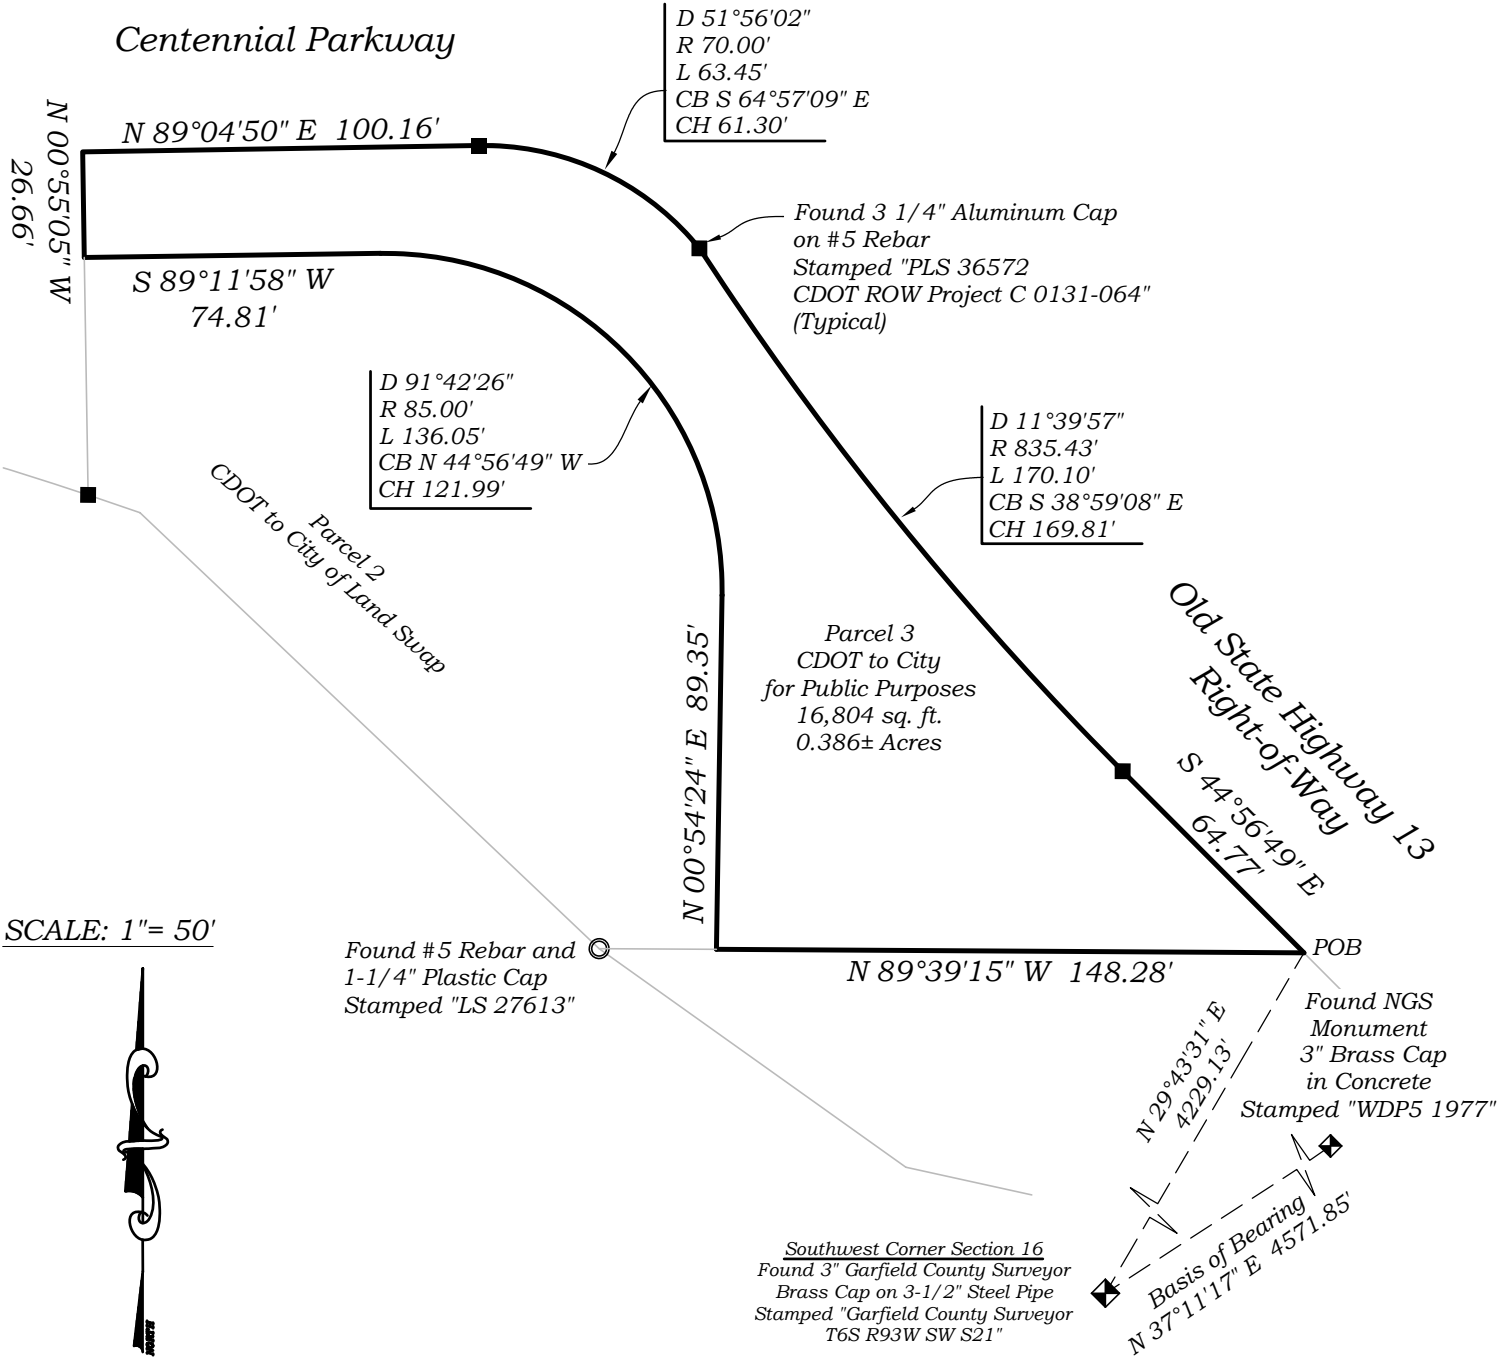 Centennial Parkway
D 51°56'02"
R 70.00'
L 63.45'
CB S 64°57'09" E
CH 61.30'
N 89°04'50" E 100.16'
N 00°55'05" W
26.66'
S 89°11'58" W
74.81'
Found 3 1/4" Aluminum Cap
on #5 Rebar
Stamped "PLS 36572
CDOT ROW Project C 0131-064"
(Typical)
D 91°42'26"
R 85.00'
L 136.05'
CB N 44°56'49" W
CH 121.99'
D 11°39'57"
R 835.43'
L 170.10'
CB S 38°59'08" E
CH 169.81'
Parcel 2
CDOT to City of Land Swap
Old State Highway 13
Right-of-Way
Parcel 3
CDOT to City
for Public Purposes
16,804 sq. ft.
0.386± Acres
N 00°54'24" E 89.35'
S 44°56'49" E
64.77'
SCALE: 1"= 50'
Found #5 Rebar and
1-1/4" Plastic Cap
Stamped "LS 27613"
N 89°39'15" W 148.28'
POB
N 29°43'31" E
4229.13'
Found NGS
Monument
3" Brass Cap
in Concrete
Stamped "WDP5 1977"
Basis of Bearing
N 37°11'17" E 4571.85'
Southwest Corner Section 16
Found 3" Garfield County Surveyor
Brass Cap on 3-1/2" Steel Pipe
Stamped "Garfield County Surveyor
T6S R93W SW S21"